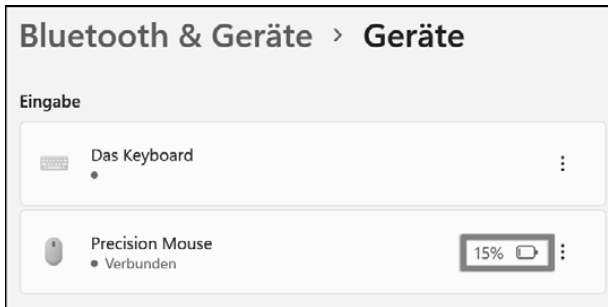 Bluetooth & Geräte > Geräte
Eingabe
Das Keyboard
Precision Mouse
15%
Verbunden